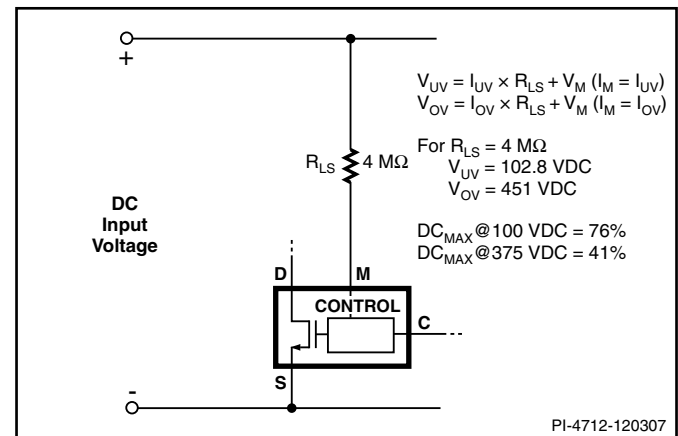 +
V_UV = I_UV × R_LS + V_M (I_M = I_UV)
V_OV = I_OV × R_LS + V_M (I_M = I_OV)
For R_LS = 4 MΩ
V_UV = 102.8 VDC
V_OV = 451 VDC
DC_MAX@100 VDC = 76%
DC_MAX@375 VDC = 41%
R_LS 4 MΩ
DC
Input
Voltage
D M
CONTROL
C
S
-
PI-4712-120307